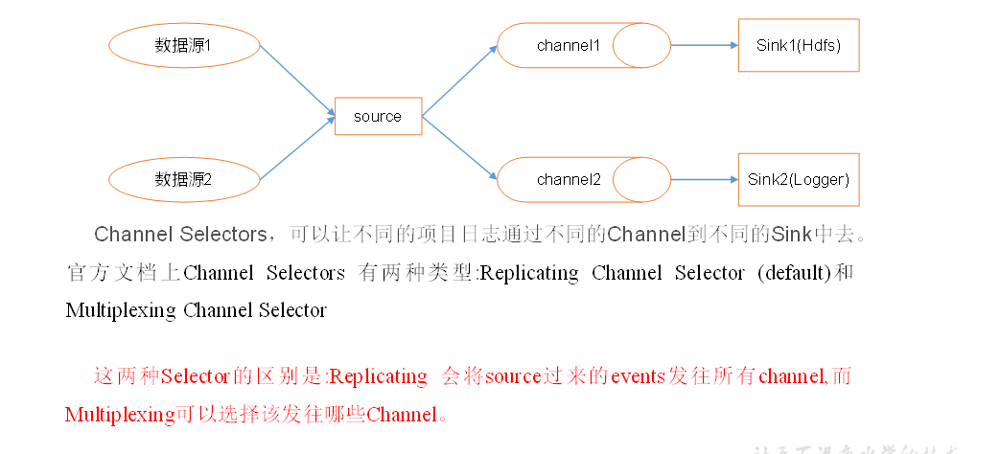 数据源1
channel1
Sink1(Hdfs)
source
数据源2
channel2
Sink2(Logger)
Channel Selectors，可以让不同的项目日志通过不同的Channel到不同的Sink中去。
官方文档上Channel Selectors 有两种类型:Replicating Channel Selector (default)和
Multiplexing Channel Selector
这两种Selector的区别是:Replicating 会将source过来的events发往所有channel,而
Multiplexing可以选择该发往哪些Channel。